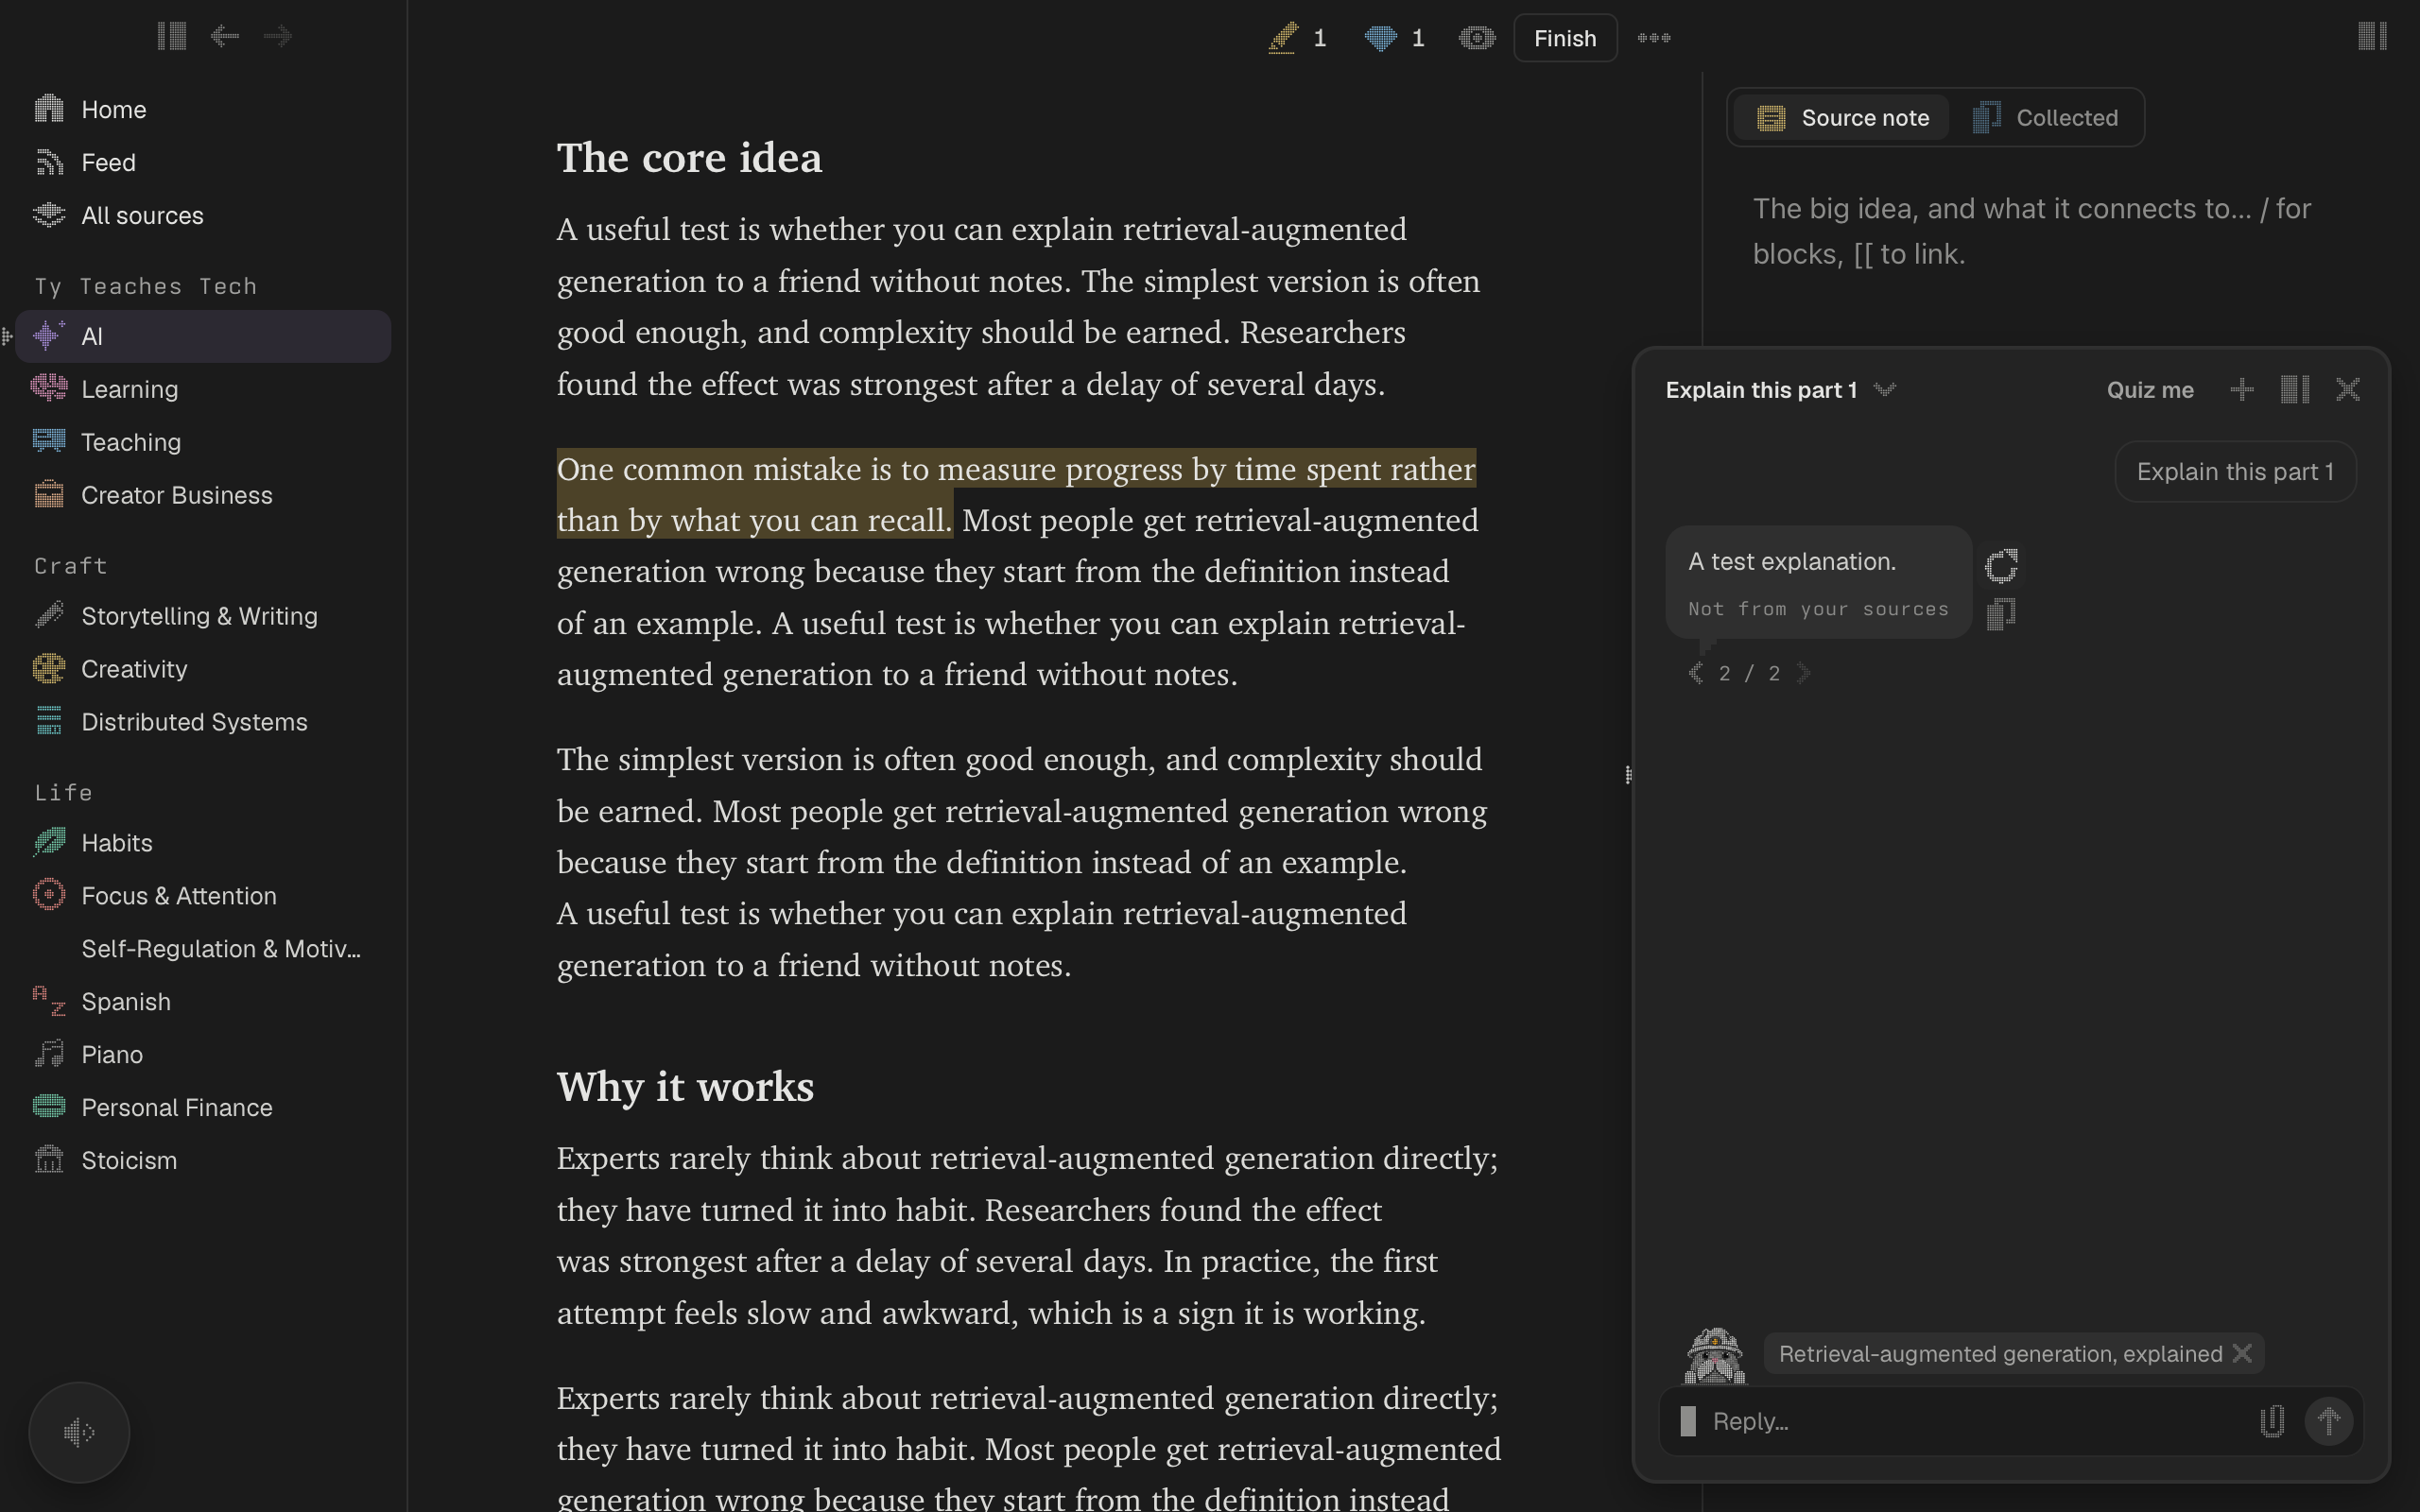 1
1
Finish
Home
Feed
All sources
Ty Teaches Tech
AI
Learning
Teaching
Creator Business
Craft
Storytelling & Writing
Creativity
Distributed Systems
Life
Habits
Focus & Attention
Self-Regulation & Motiv...
Spanish
Piano
Personal Finance
Stoicism
The core idea
A useful test is whether you can explain retrieval-augmented
generation to a friend without notes. The simplest version is often
good enough, and complexity should be earned. Researchers
found the effect was strongest after a delay of several days.
One common mistake is to measure progress by time spent rather
than by what you can recall. Most people get retrieval-augmented
generation wrong because they start from the definition instead
of an example. A useful test is whether you can explain retrieval-
augmented generation to a friend without notes.
The simplest version is often good enough, and complexity should
be earned. Most people get retrieval-augmented generation wrong
because they start from the definition instead of an example.
A useful test is whether you can explain retrieval-augmented
generation to a friend without notes.
Why it works
Experts rarely think about retrieval-augmented generation directly;
they have turned it into habit. Researchers found the effect
was strongest after a delay of several days. In practice, the first
attempt feels slow and awkward, which is a sign it is working.
Experts rarely think about retrieval-augmented generation directly;
they have turned it into habit. Most people get retrieval-augmented
generation wrong because they start from the definition instead
Source note
Collected
The big idea, and what it connects to... / for
blocks, [[ to link.
Explain this part 1
Quiz me
Explain this part 1
A test explanation.
Not from your sources
2 / 2
Retrieval-augmented generation, explained
Reply...